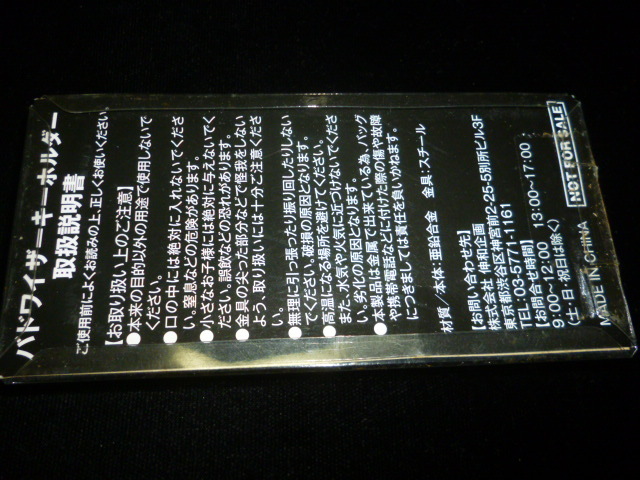 バドワイザーキーホルダー
取扱説明書
ご使用前によくお読みの上、正しくお使いください
【お取り扱い上のご注意】
●本来の目的以外の用途で使用しないで
ください。
●口の中には絶対に入れないでくださ
い。窒息などの危険があります。
●小さなお子様には絶対に与えないでく
ださい。誤飲などの恐れがあります。
●金具の尖った部分などで怪我をしない
よう、取り扱いには十分ご注意くださ
い。
●無理に引っ張ったり振り回したりしない
でください。破損の原因となります。
●高温になる場所を避けてください。
また、水気や火気に近づけないでくださ
い。劣化の原因となります。
●本製品は金属で出来ている為、バッグ
や携帯電話などに付けた際の傷や故障
につきましては責任を負いかねます。
材質／本体：亜鉛合金　金具：スチール
【お問い合わせ先】
株式会社 伸和企画
東京都渋谷区神宮前2-25-5別所ビル3F
TEL:03-5771-1161
【お問合せ期間】
9:00～12:00　13:00～17:00
(土・日・祝日は除く)
NOT FOR SALE
MADE IN CHINA